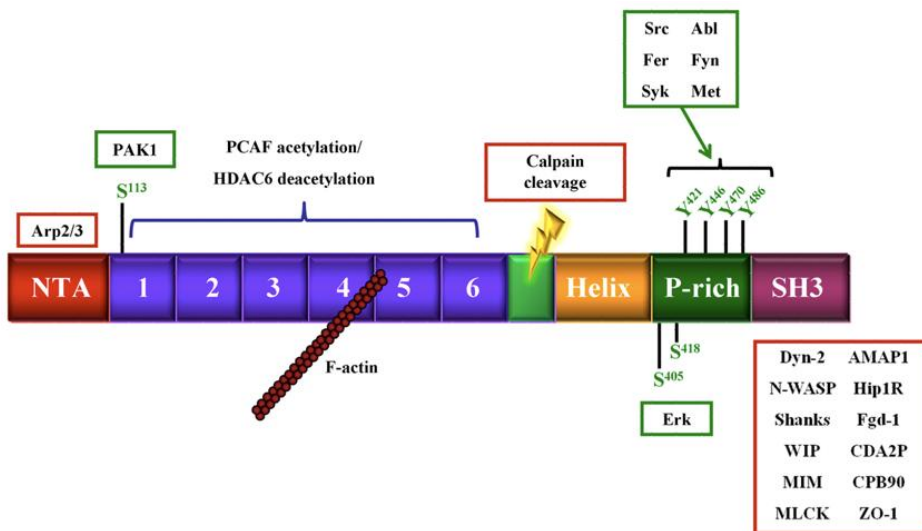 Src Abl
Fer Fyn
Syk Met
PAK1
PCAF acetylation/
HDAC6 deacetylation
Calpain
cleavage
S113
Y421 Y446 Y470 Y486
Arp2/3
NTA 1 2 3 4 5 6 Helix P-rich SH3
F-actin
S418
S405
Erk
Dyn-2 AMAP1
N-WASP Hip1R
Shanks Fgd-1
WIP CDA2P
MIM CPB90
MLCK ZO-1